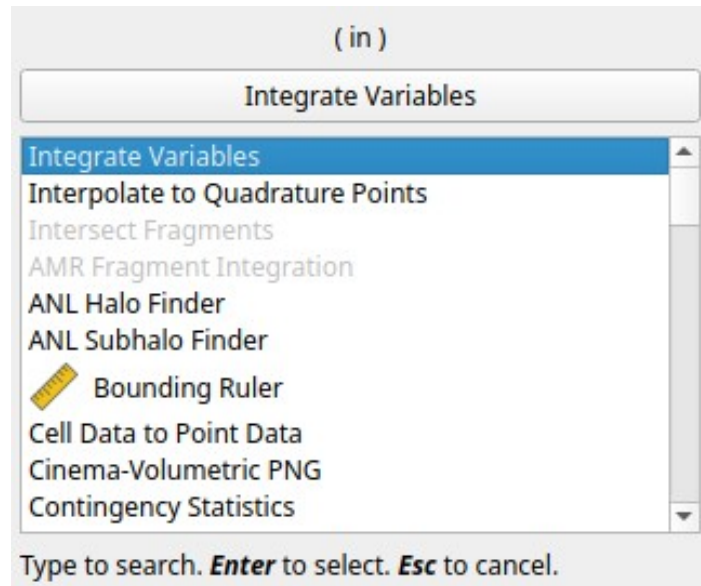 ( in )
Integrate Variables
Integrate Variables
Interpolate to Quadrature Points
Intersect Fragments
AMR Fragment Integration
ANL Halo Finder
ANL Subhalo Finder
Bounding Ruler
Cell Data to Point Data
Cinema-Volumetric PNG
Contingency Statistics
Type to search. Enter to select. Esc to cancel.